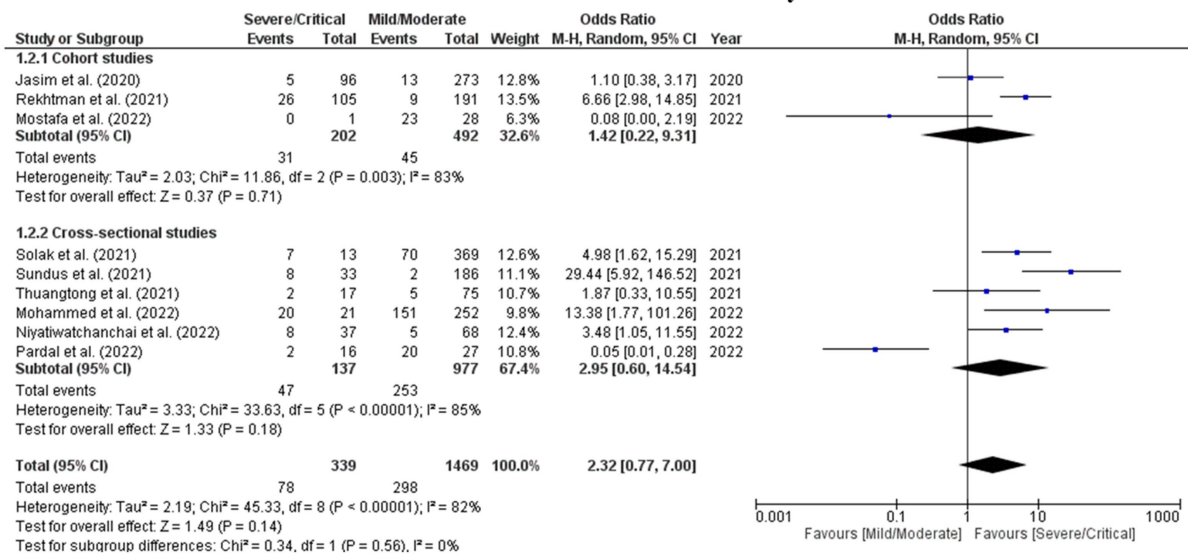 Severe/Critical Mild/Moderate Odds Ratio Odds Ratio
Study or Subgroup Events Total Events Total Weight M-H, Random, 95% CI Year M-H, Random, 95% CI
1.2.1 Cohort studies
Jasim et al. (2020) 5 96 13 273 12.8% 1.10 [0.38, 3.17] 2020
Rekhtman et al. (2021) 26 105 9 191 13.5% 6.66 [2.98, 14.85] 2021
Mostafa et al. (2022) 0 1 23 28 6.3% 0.08 [0.00, 2.19] 2022
Subtotal (95% CI) 202 492 32.6% 1.42 [0.22, 9.31]
Total events 31 45
Heterogeneity: Tau² = 2.03; Chi² = 11.86, df = 2 (P = 0.003); I² = 83%
Test for overall effect: Z = 0.37 (P = 0.71)
1.2.2 Cross-sectional studies
Solak et al. (2021) 7 13 70 369 12.6% 4.98 [1.62, 15.29] 2021
Sundus et al. (2021) 8 33 2 186 11.1% 29.44 [5.92, 146.52] 2021
Thuangtong et al. (2021) 2 17 5 75 10.7% 1.87 [0.33, 10.55] 2021
Mohammed et al. (2022) 20 21 151 252 9.8% 13.38 [1.77, 101.26] 2022
Niyatiwatchanchai et al. (2022) 8 37 5 68 12.4% 3.48 [1.05, 11.55] 2022
Pardal et al. (2022) 2 16 20 27 10.8% 0.05 [0.01, 0.28] 2022
Subtotal (95% CI) 137 977 67.4% 2.95 [0.60, 14.54]
Total events 47 253
Heterogeneity: Tau² = 3.33; Chi² = 33.63, df = 5 (P < 0.00001); I² = 85%
Test for overall effect: Z = 1.33 (P = 0.18)
Total (95% CI) 339 1469 100.0% 2.32 [0.77, 7.00]
Total events 78 298
Heterogeneity: Tau² = 2.19; Chi² = 45.33, df = 8 (P < 0.00001); I² = 82%
Test for overall effect: Z = 1.49 (P = 0.14)
Test for subgroup differences: Chi² = 0.34, df = 1 (P = 0.56), I² = 0%
0.001 0.1 1 10 1000
Favours [Mild/Moderate] Favours [Severe/Critical]